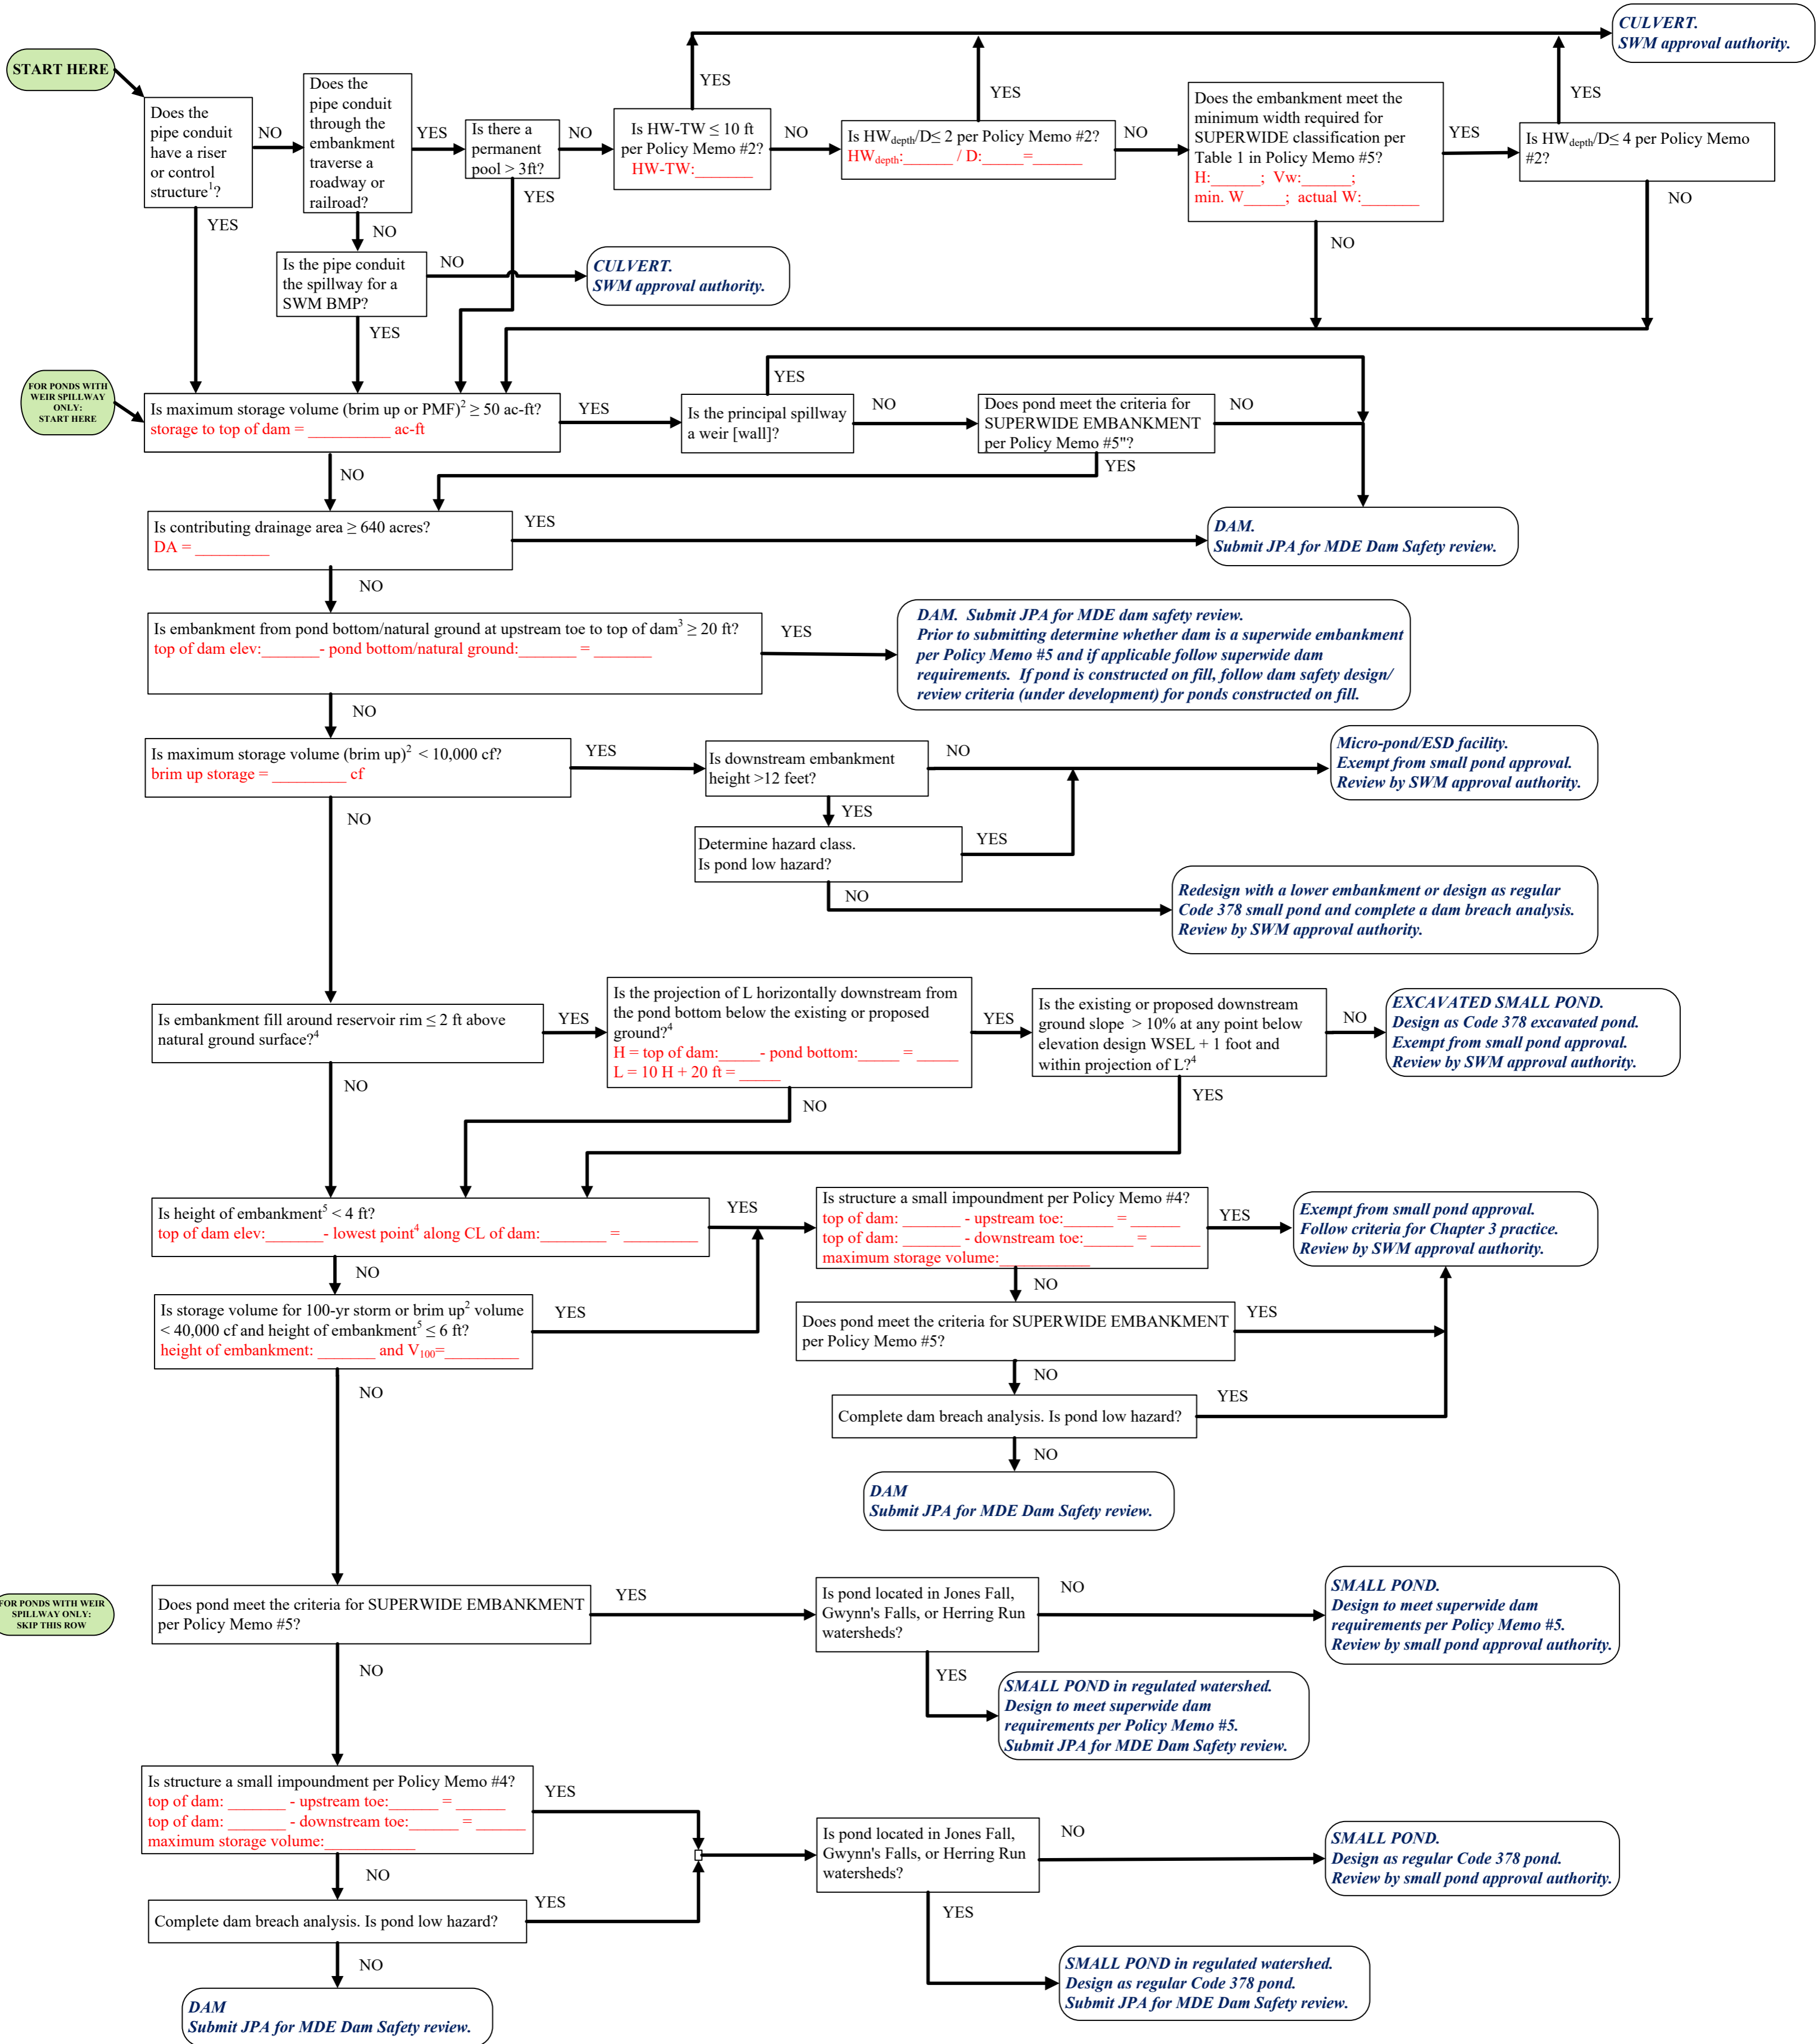 START HERE
Does the
pipe conduit
have a riser
or control
structure¹?
NO
YES
Does the
pipe conduit
through the
embankment
traverse a
roadway or
railroad?
YES
NO
Is there a
permanent
pool > 3ft?
NO
YES
Is HW-TW ≤ 10 ft
per Policy Memo #2?
HW-TW:_______
YES
NO
Is HWdepth/D≤ 2 per Policy Memo #2?
HWdepth:______ / D:_____=______
YES
NO
Does the embankment meet the
minimum width required for
SUPERWIDE classification per
Table 1 in Policy Memo #5?
H:______; Vw:______;
min. W_____; actual W:_______
YES
NO
Is HWdepth/D≤ 4 per Policy Memo
#2?
YES
NO
CULVERT.
SWM approval authority.
Is the pipe conduit
the spillway for a
SWM BMP?
NO
YES
CULVERT.
SWM approval authority.
FOR PONDS WITH
WEIR SPILLWAY
ONLY:
START HERE
Is maximum storage volume (brim up or PMF)² ≥ 50 ac-ft?
storage to top of dam = __________ ac-ft
YES
NO
Is the principal spillway
a weir [wall]?
YES
NO
Does pond meet the criteria for
SUPERWIDE EMBANKMENT
per Policy Memo #5"?
NO
YES
Is contributing drainage area ≥ 640 acres?
DA = _________
YES
NO
DAM.
Submit JPA for MDE Dam Safety review.
Is embankment from pond bottom/natural ground at upstream toe to top of dam³ ≥ 20 ft?
top of dam elev:_______- pond bottom/natural ground:_______ = _______
YES
NO
DAM. Submit JPA for MDE dam safety review.
Prior to submitting determine whether dam is a superwide embankment
per Policy Memo #5 and if applicable follow superwide dam
requirements. If pond is constructed on fill, follow dam safety design/
review criteria (under development) for ponds constructed on fill.
Is maximum storage volume (brim up)² < 10,000 cf?
brim up storage = _________ cf
YES
NO
Is downstream embankment
height >12 feet?
NO
YES
Micro-pond/ESD facility.
Exempt from small pond approval.
Review by SWM approval authority.
Determine hazard class.
Is pond low hazard?
YES
NO
Redesign with a lower embankment or design as regular
Code 378 small pond and complete a dam breach analysis.
Review by SWM approval authority.
Is embankment fill around reservoir rim ≤ 2 ft above
natural ground surface?⁴
YES
NO
Is the projection of L horizontally downstream from
the pond bottom below the existing or proposed
ground?⁴
H = top of dam:_____- pond bottom:_____ = _____
L = 10 H + 20 ft = _____
YES
NO
Is the existing or proposed downstream
ground slope > 10% at any point below
elevation design WSEL + 1 foot and
within projection of L?⁴
NO
YES
EXCAVATED SMALL POND.
Design as Code 378 excavated pond.
Exempt from small pond approval.
Review by SWM approval authority.
Is height of embankment⁵ < 4 ft?
top of dam elev:_______- lowest point⁴ along CL of dam:________ = _________
YES
NO
Is structure a small impoundment per Policy Memo #4?
top of dam: _______ - upstream toe:______ = ______
top of dam: _______ - downstream toe:______ = ______
maximum storage volume:___________
YES
NO
Exempt from small pond approval.
Follow criteria for Chapter 3 practice.
Review by SWM approval authority.
Is storage volume for 100-yr storm or brim up² volume
< 40,000 cf and height of embankment⁵ ≤ 6 ft?
height of embankment: _______ and V100=_________
YES
NO
Does pond meet the criteria for SUPERWIDE EMBANKMENT
per Policy Memo #5?
YES
NO
Complete dam breach analysis. Is pond low hazard?
YES
NO
DAM
Submit JPA for MDE Dam Safety review.
FOR PONDS WITH WEIR
SPILLWAY ONLY:
SKIP THIS ROW
Does pond meet the criteria for SUPERWIDE EMBANKMENT
per Policy Memo #5?
YES
NO
Is pond located in Jones Fall,
Gwynn's Falls, or Herring Run
watersheds?
NO
YES
SMALL POND.
Design to meet superwide dam
requirements per Policy Memo #5.
Review by small pond approval authority.
SMALL POND in regulated watershed.
Design to meet superwide dam
requirements per Policy Memo #5.
Submit JPA for MDE Dam Safety review.
Is structure a small impoundment per Policy Memo #4?
top of dam: _______ - upstream toe:______ = ______
top of dam: _______ - downstream toe:______ = ______
maximum storage volume:___________
YES
NO
Is pond located in Jones Fall,
Gwynn's Falls, or Herring Run
watersheds?
NO
YES
SMALL POND.
Design as regular Code 378 pond.
Review by small pond approval authority.
Complete dam breach analysis. Is pond low hazard?
YES
NO
SMALL POND in regulated watershed.
Design as regular Code 378 pond.
Submit JPA for MDE Dam Safety review.
DAM
Submit JPA for MDE Dam Safety review.